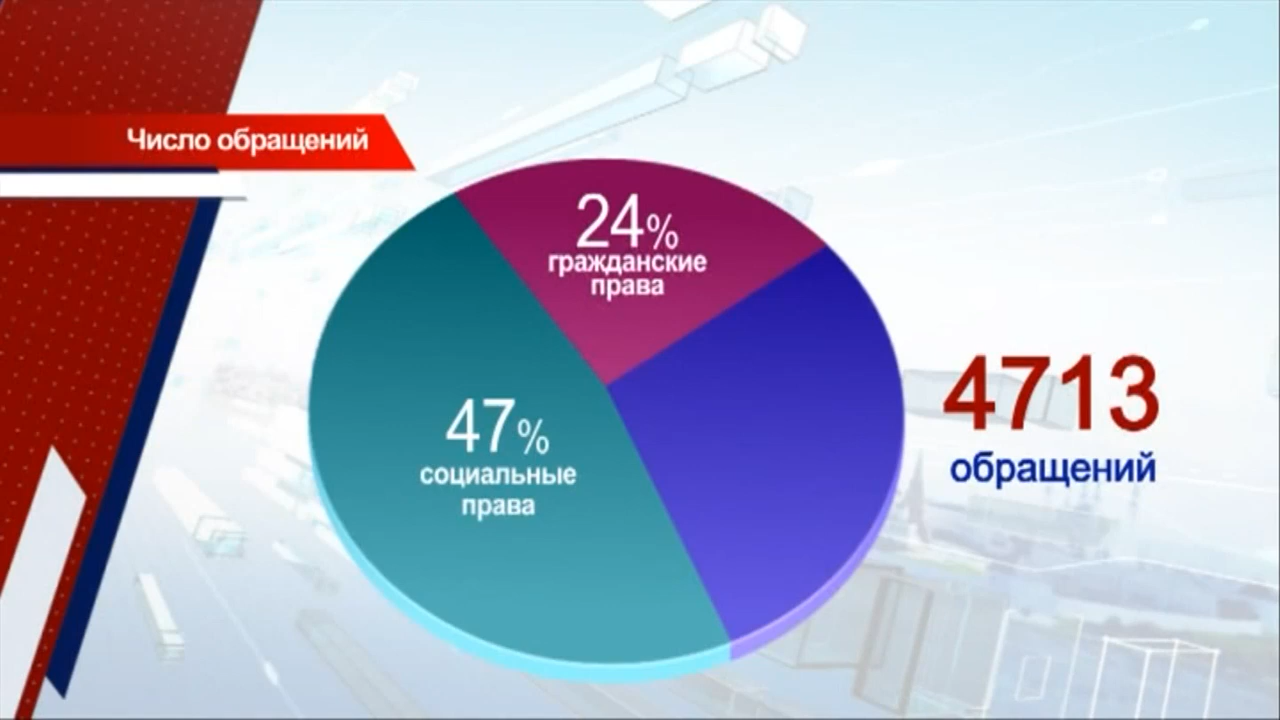 Число обращений
24%
гражданские
права
47%
социальные
права
4713
обращений